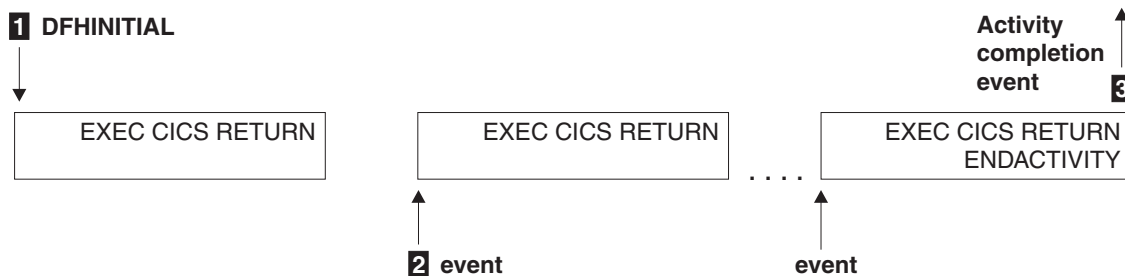 1 DFHINITIAL
Activity
completion
event
3
EXEC CICS RETURN
EXEC CICS RETURN
EXEC CICS RETURN
ENDACTIVITY
. . . .
2 event
event